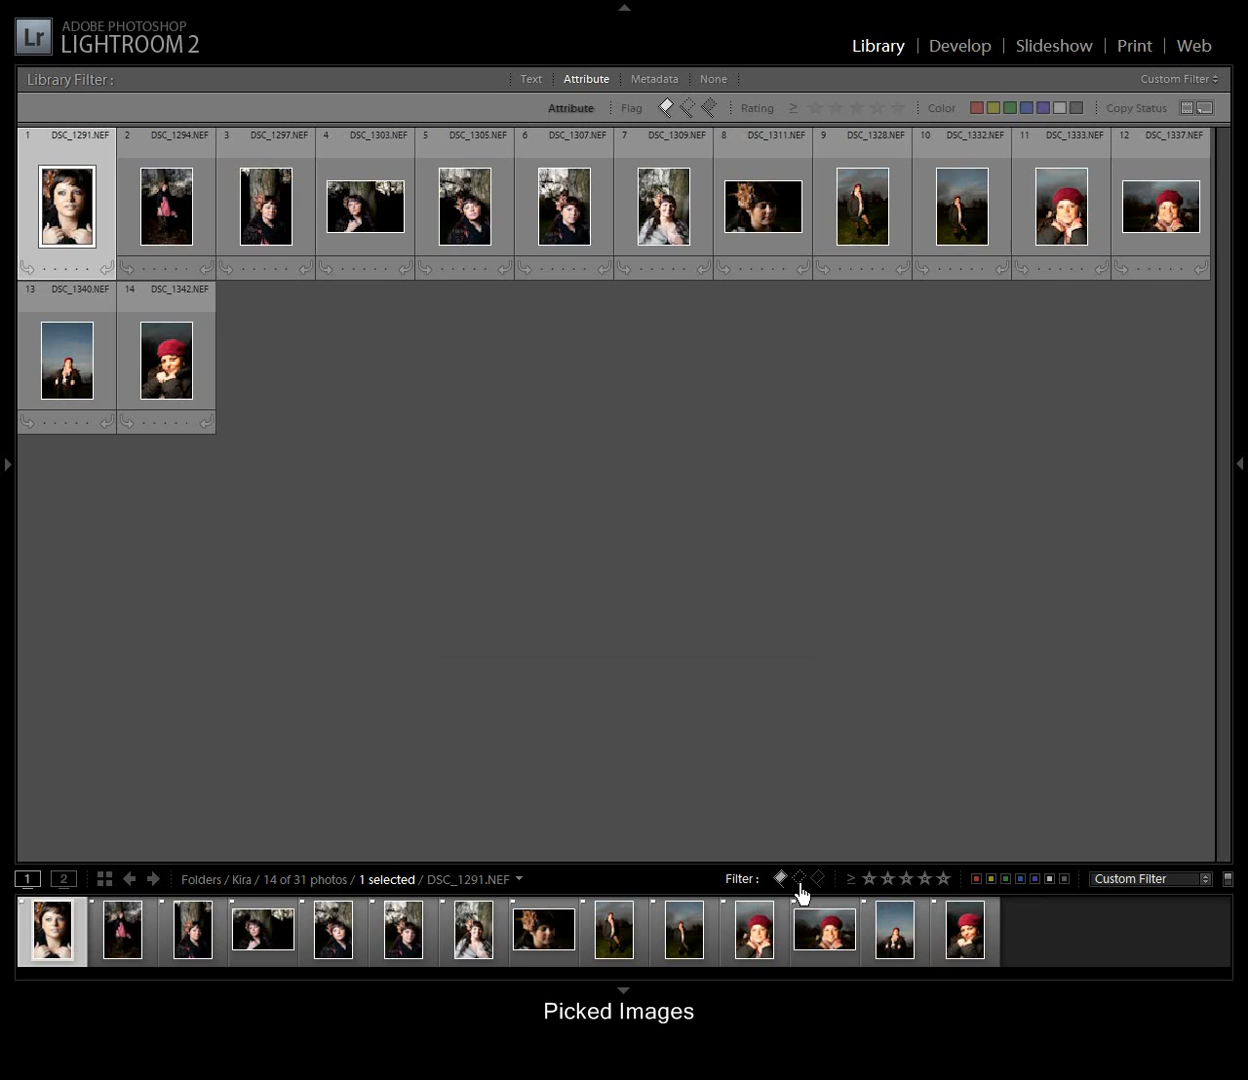 Lr ADOBE PHOTOSHOP
LIGHTROOM 2
Library | Develop | Slideshow | Print | Web
Library Filter : Text Attribute Metadata None Custom Filter
Attribute Flag Rating ≥ Color Copy Status
1 DSC_1291.NEF 2 DSC_1294.NEF 3 DSC_1297.NEF 4 DSC_1303.NEF 5 DSC_1305.NEF 6 DSC_1307.NEF 7 DSC_1309.NEF 8 DSC_1311.NEF 9 DSC_1328.NEF 10 DSC_1332.NEF 11 DSC_1333.NEF 12 DSC_1337.NEF
13 DSC_1340.NEF 14 DSC_1342.NEF
1 2 Folders / Kira / 14 of 31 photos / 1 selected / DSC_1291.NEF Filter : ≥ Custom Filter
Picked Images